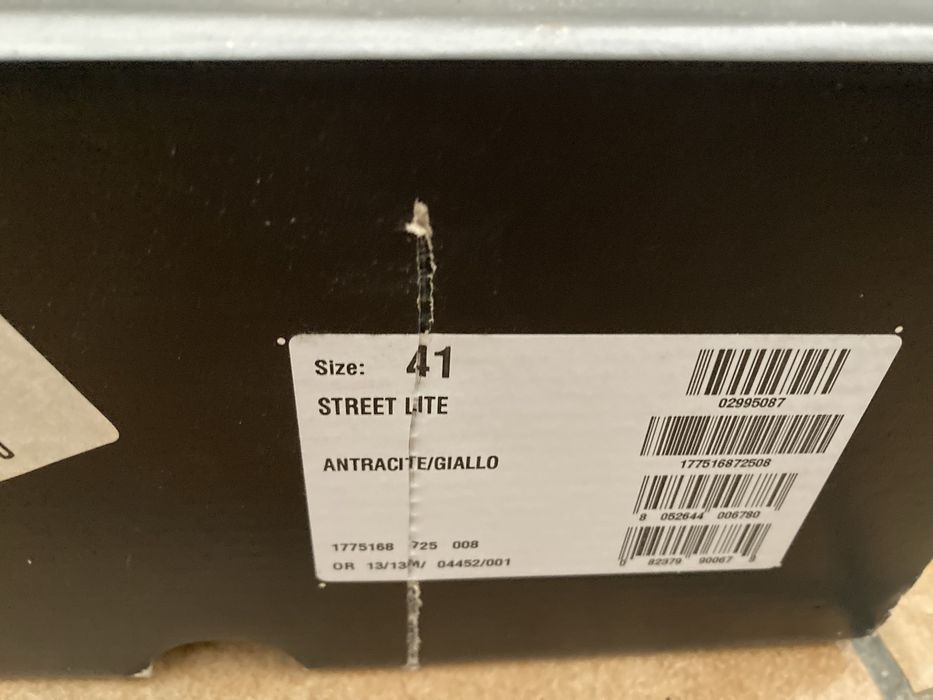 Size: 41
STREET LITE
ANTRACITE/GIALLO
1775168 725 008
OR 13/13M/ 04452/001
02995087
177516872508
8 052644 006780
0 82379 90067 8